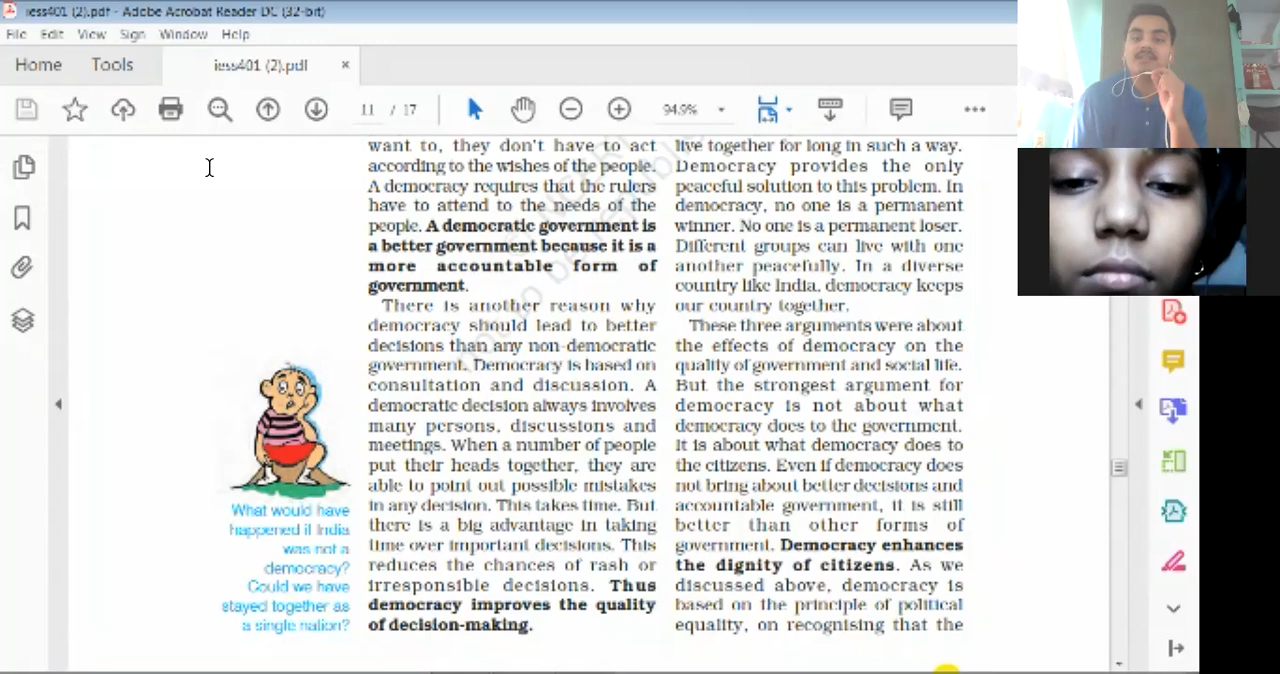 iess401 (2).pdf - Adobe Acrobat Reader DC (32-bit)
File Edit View Sign Window Help
Home Tools iess401 (2).pdf ×
11 / 17 94.9%
want to, they don't have to act
according to the wishes of the people.
A democracy requires that the rulers
have to attend to the needs of the
people. A democratic government is
a better government because it is a
more accountable form of
government.
There is another reason why
democracy should lead to better
decisions than any non-democratic
government. Democracy is based on
consultation and discussion. A
democratic decision always involves
many persons, discussions and
meetings. When a number of people
put their heads together, they are
able to point out possible mistakes
in any decision. This takes time. But
there is a big advantage in taking
time over important decisions. This
reduces the chances of rash or
irresponsible decisions. Thus
democracy improves the quality
of decision-making.
What would have
happened if India
was not a
democracy?
Could we have
stayed together as
a single nation?
live together for long in such a way.
Democracy provides the only
peaceful solution to this problem. In
democracy, no one is a permanent
winner. No one is a permanent loser.
Different groups can live with one
another peacefully. In a diverse
country like India, democracy keeps
our country together.
These three arguments were about
the effects of democracy on the
quality of government and social life.
But the strongest argument for
democracy is not about what
democracy does to the government.
It is about what democracy does to
the citizens. Even if democracy does
not bring about better decisions and
accountable government, it is still
better than other forms of
government. Democracy enhances
the dignity of citizens. As we
discussed above, democracy is
based on the principle of political
equality, on recognising that the